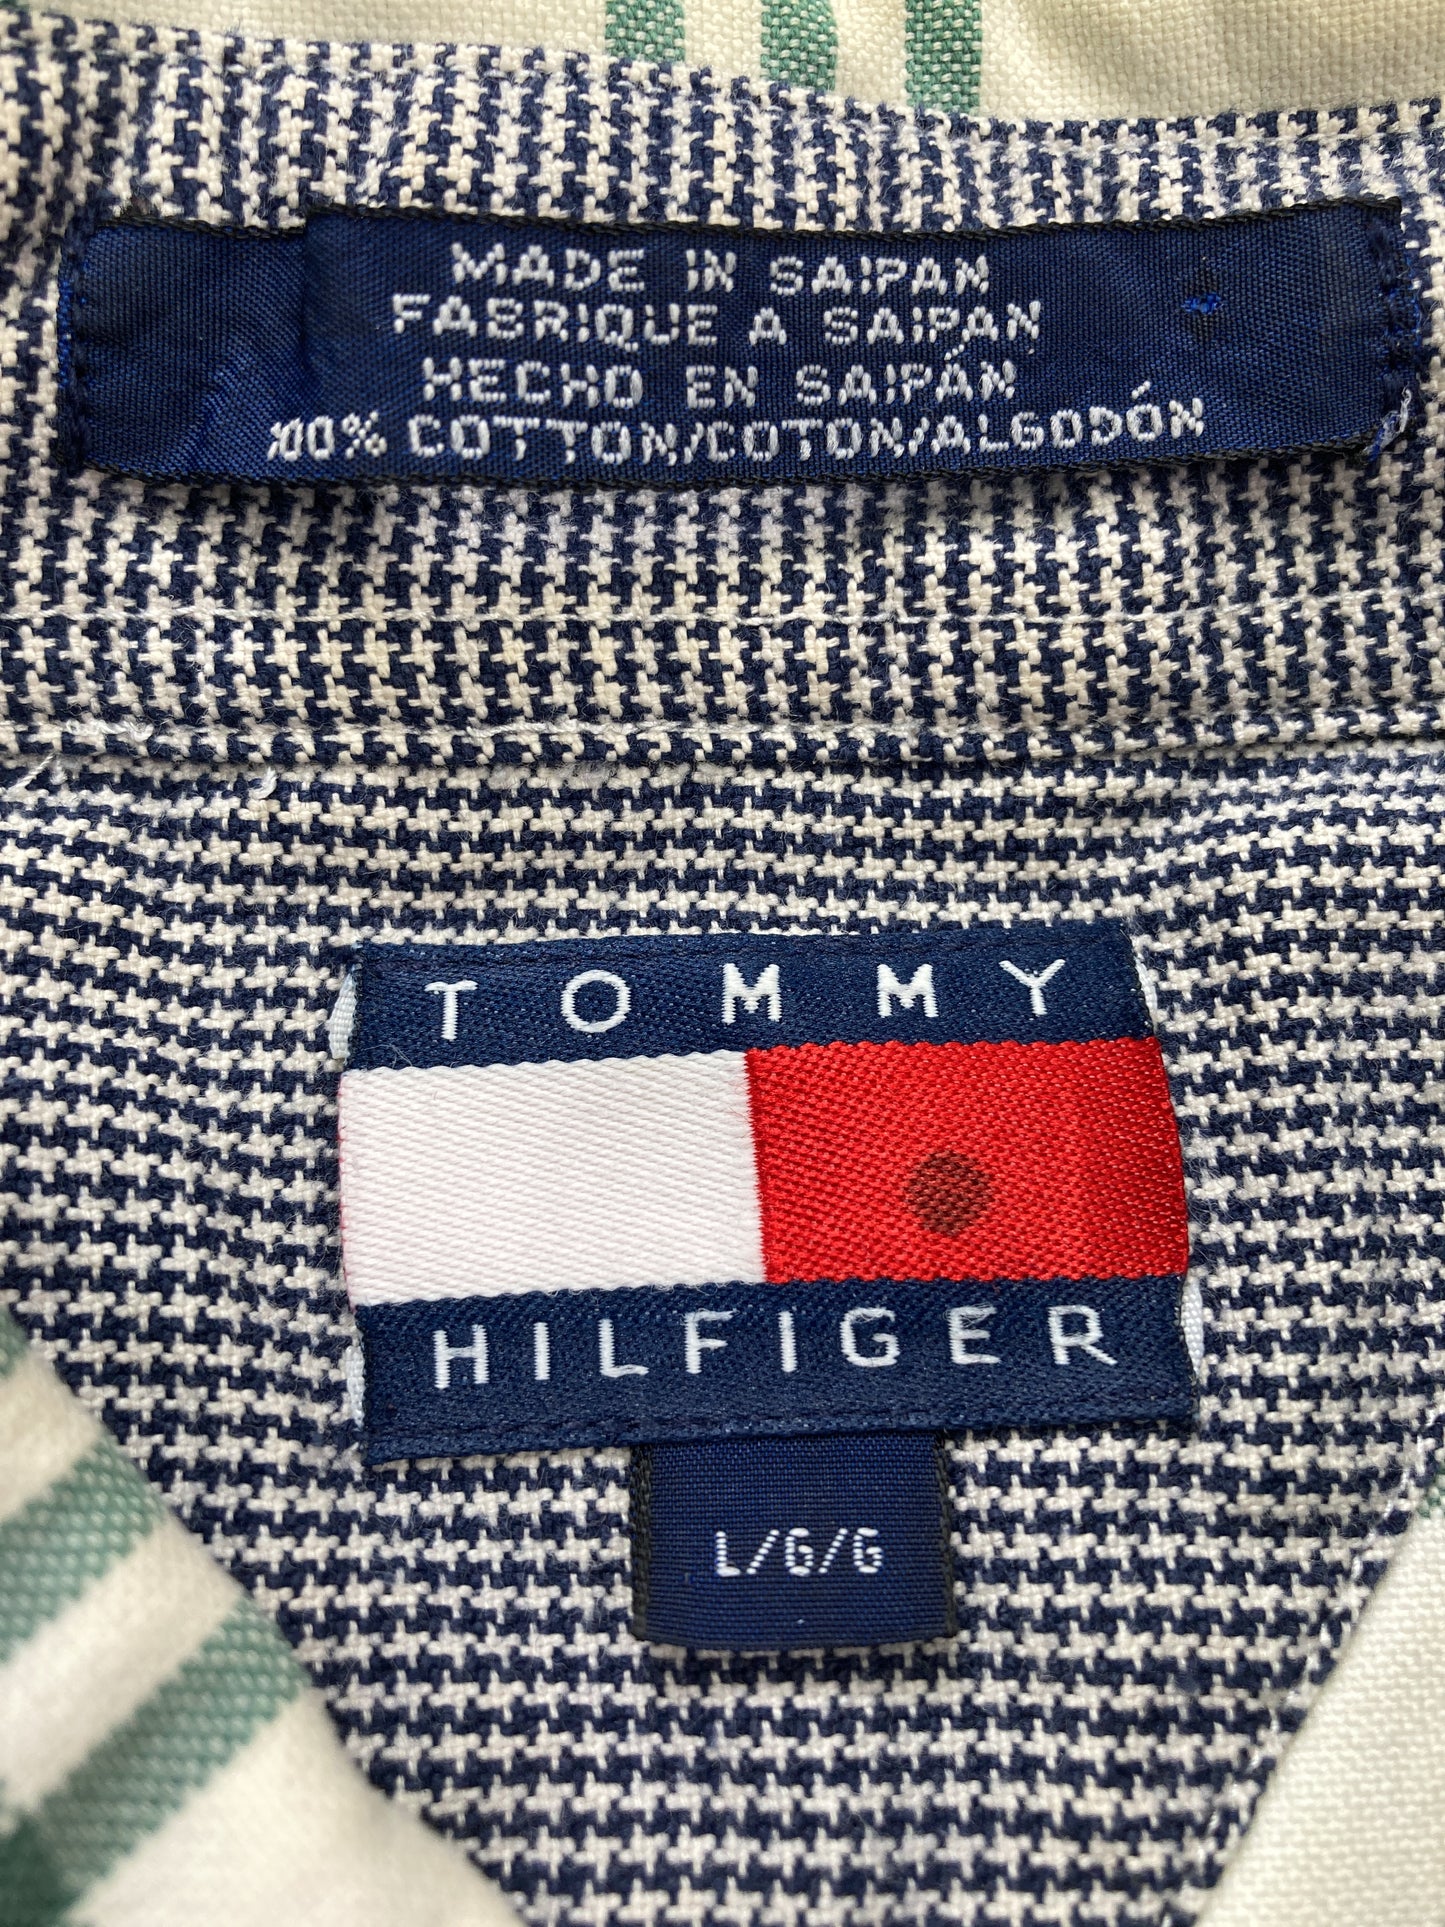 MADE IN SAIPAN
FABRIQUE A SAIPAN
HECHO EN SAIPÁN
100% COTTON/COTON/ALGODÓN
TOMMY
HILFIGER
L/G/G